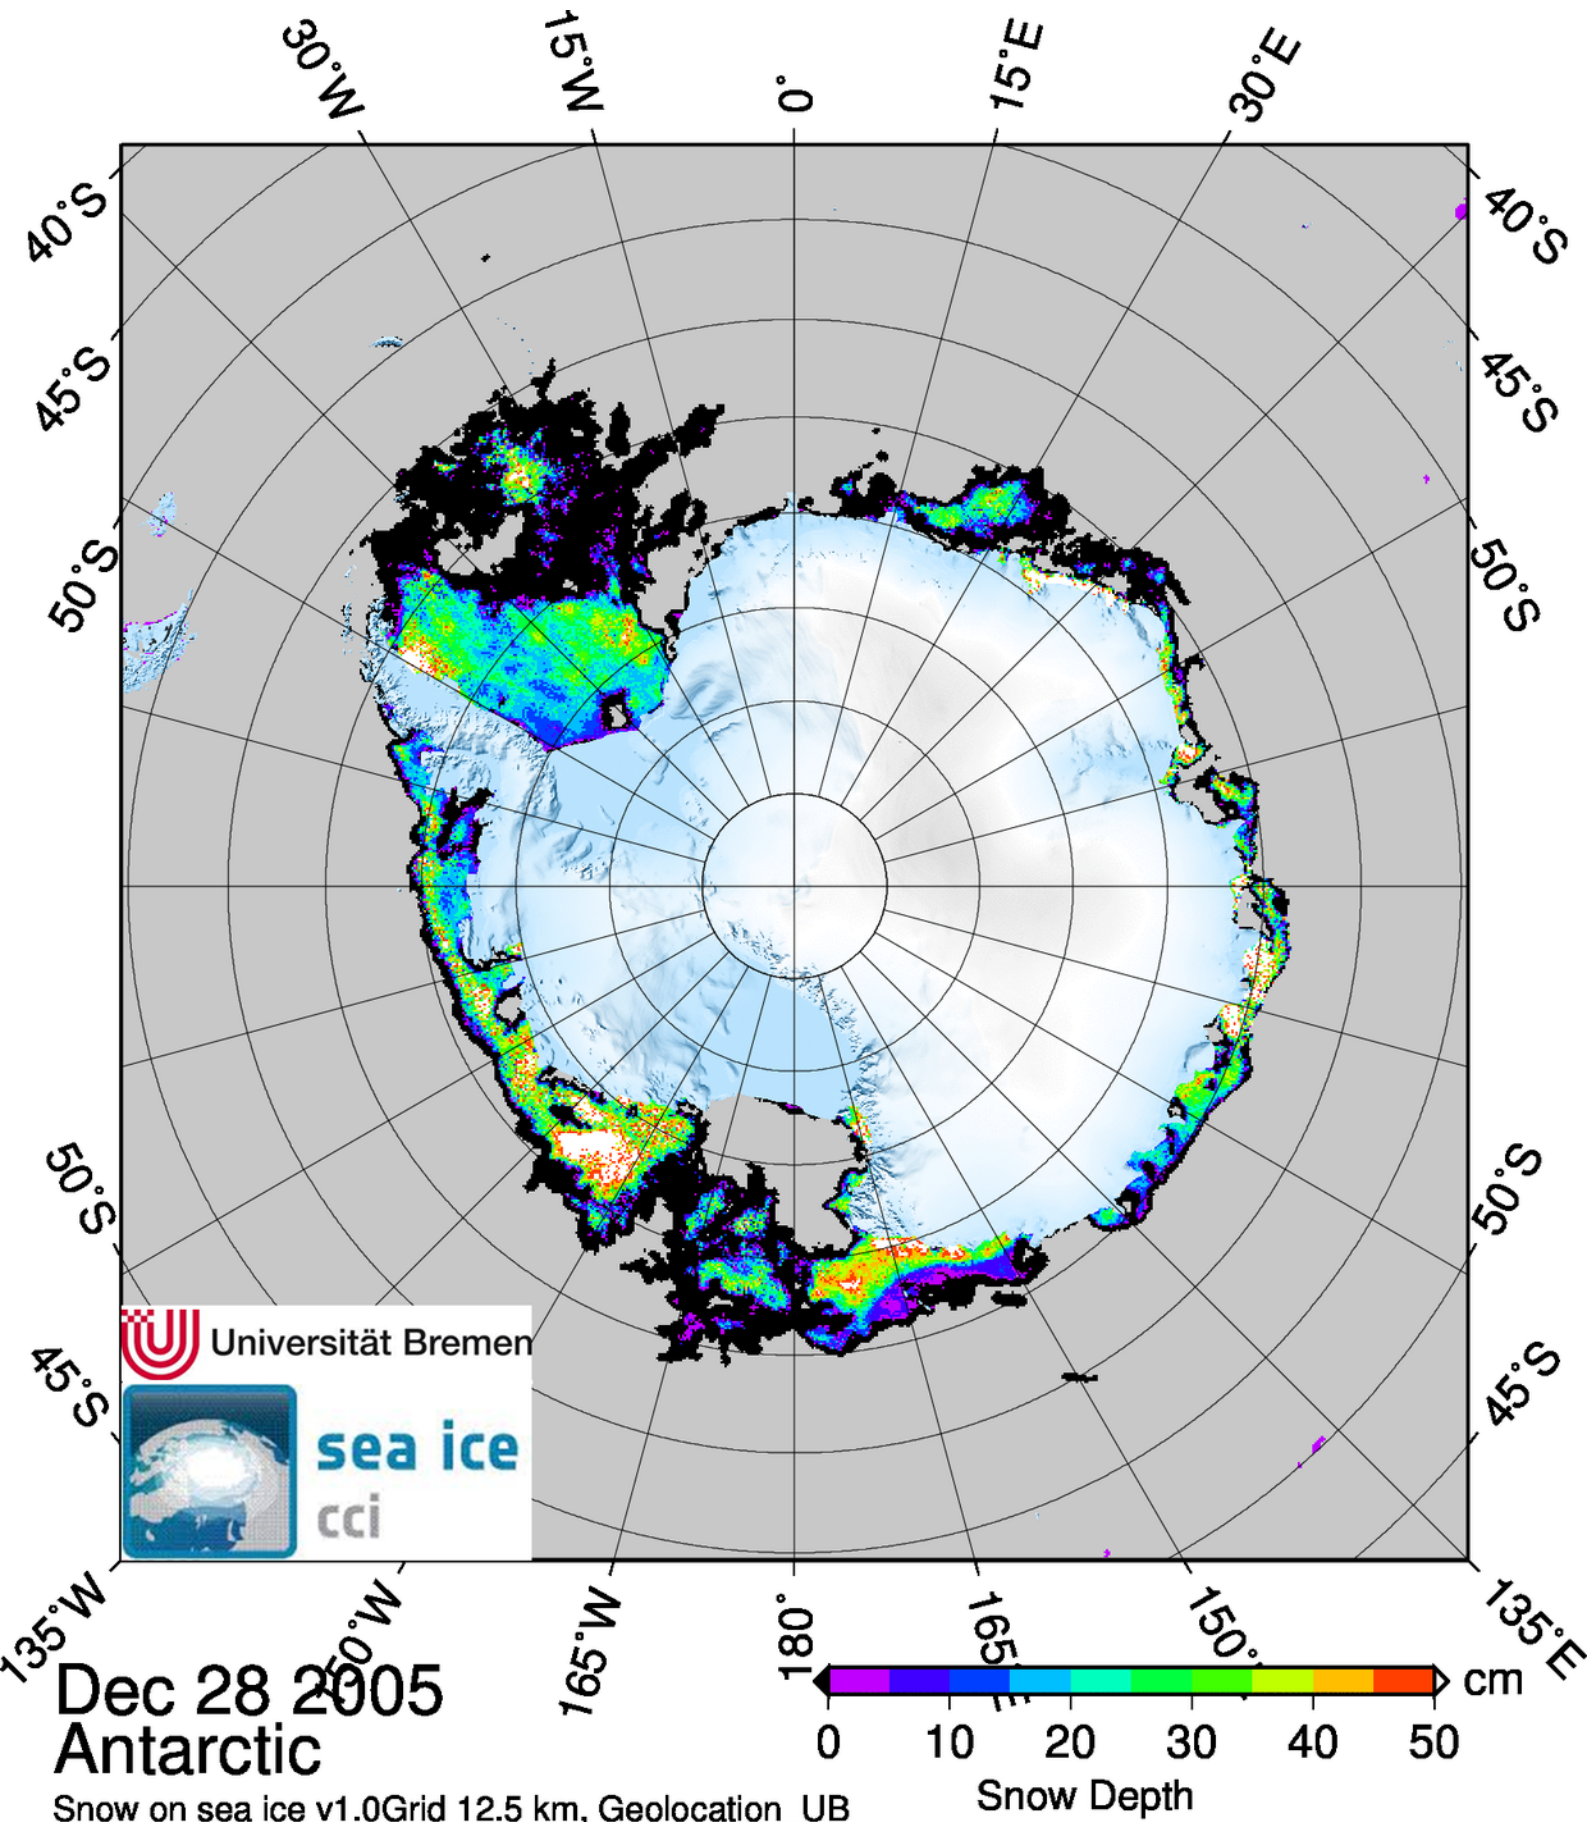 30°W 15°W 0° 15°E 30°E
40°S 40°S
45°S 45°S
50°S 50°S
50°S 50°S
45°S 45°S
Universität Bremen
sea ice
cci
135°W 150°W 165°W 180° 165°E 150° 135°E
Dec 28 2005
Antarctic
Snow on sea ice v1.0Grid 12.5 km, Geolocation UB
cm
0 10 20 30 40 50
Snow Depth